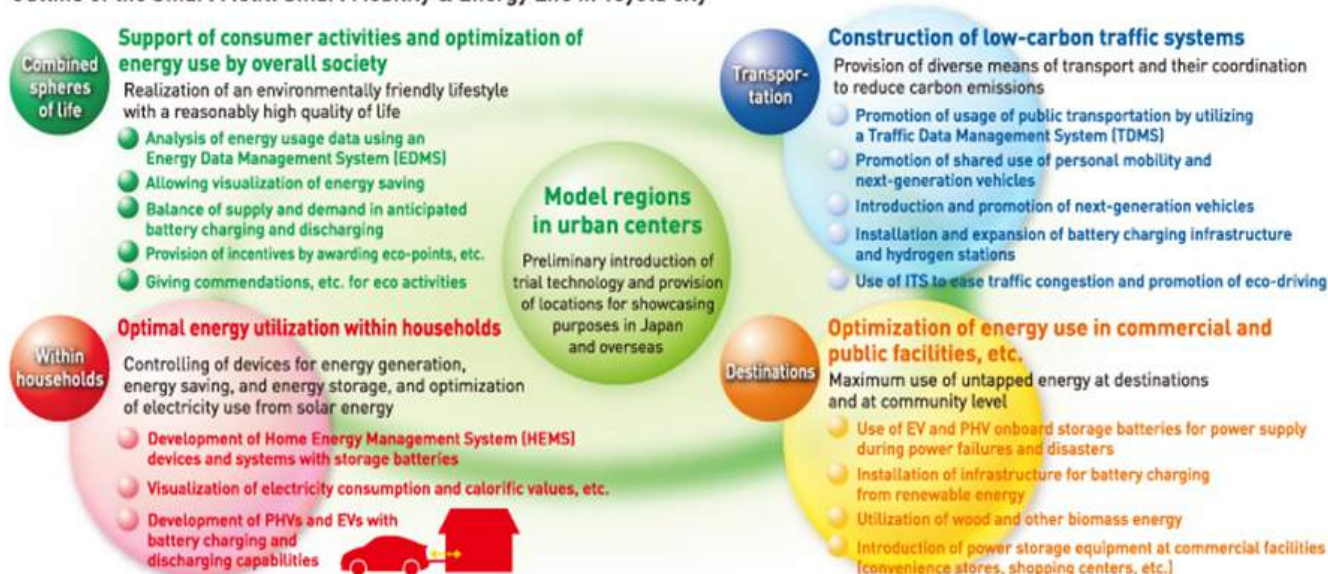 Outline of the Smart Melit: Smart Mobility & Energy Life in Toyota City
Combined
spheres
of life
Support of consumer activities and optimization of
energy use by overall society
Realization of an environmentally friendly lifestyle
with a reasonably high quality of life
Analysis of energy usage data using an
Energy Data Management System (EDMS)
Allowing visualization of energy saving
Balance of supply and demand in anticipated
battery charging and discharging
Provision of incentives by awarding eco-points, etc.
Giving commendations, etc. for eco activities
Transpor-
tation
Construction of low-carbon traffic systems
Provision of diverse means of transport and their coordination
to reduce carbon emissions
Promotion of usage of public transportation by utilizing
a Traffic Data Management System (TDMS)
Promotion of shared use of personal mobility and
next-generation vehicles
Introduction and promotion of next-generation vehicles
Installation and expansion of battery charging infrastructure
and hydrogen stations
Use of ITS to ease traffic congestion and promotion of eco-driving
Model regions
in urban centers
Preliminary introduction of
trial technology and provision
of locations for showcasing
purposes in Japan
and overseas
Within
households
Optimal energy utilization within households
Controlling of devices for energy generation,
energy saving, and energy storage, and optimization
of electricity use from solar energy
Development of Home Energy Management System (HEMS)
devices and systems with storage batteries
Visualization of electricity consumption and calorific values, etc.
Development of PHVs and EVs with
battery charging and
discharging capabilities
Destinations
Optimization of energy use in commercial and
public facilities, etc.
Maximum use of untapped energy at destinations
and at community level
Use of EV and PHV onboard storage batteries for power supply
during power failures and disasters
Installation of infrastructure for battery charging
from renewable energy
Utilization of wood and other biomass energy
Introduction of power storage equipment at commercial facilities
(convenience stores, shopping centers, etc.)